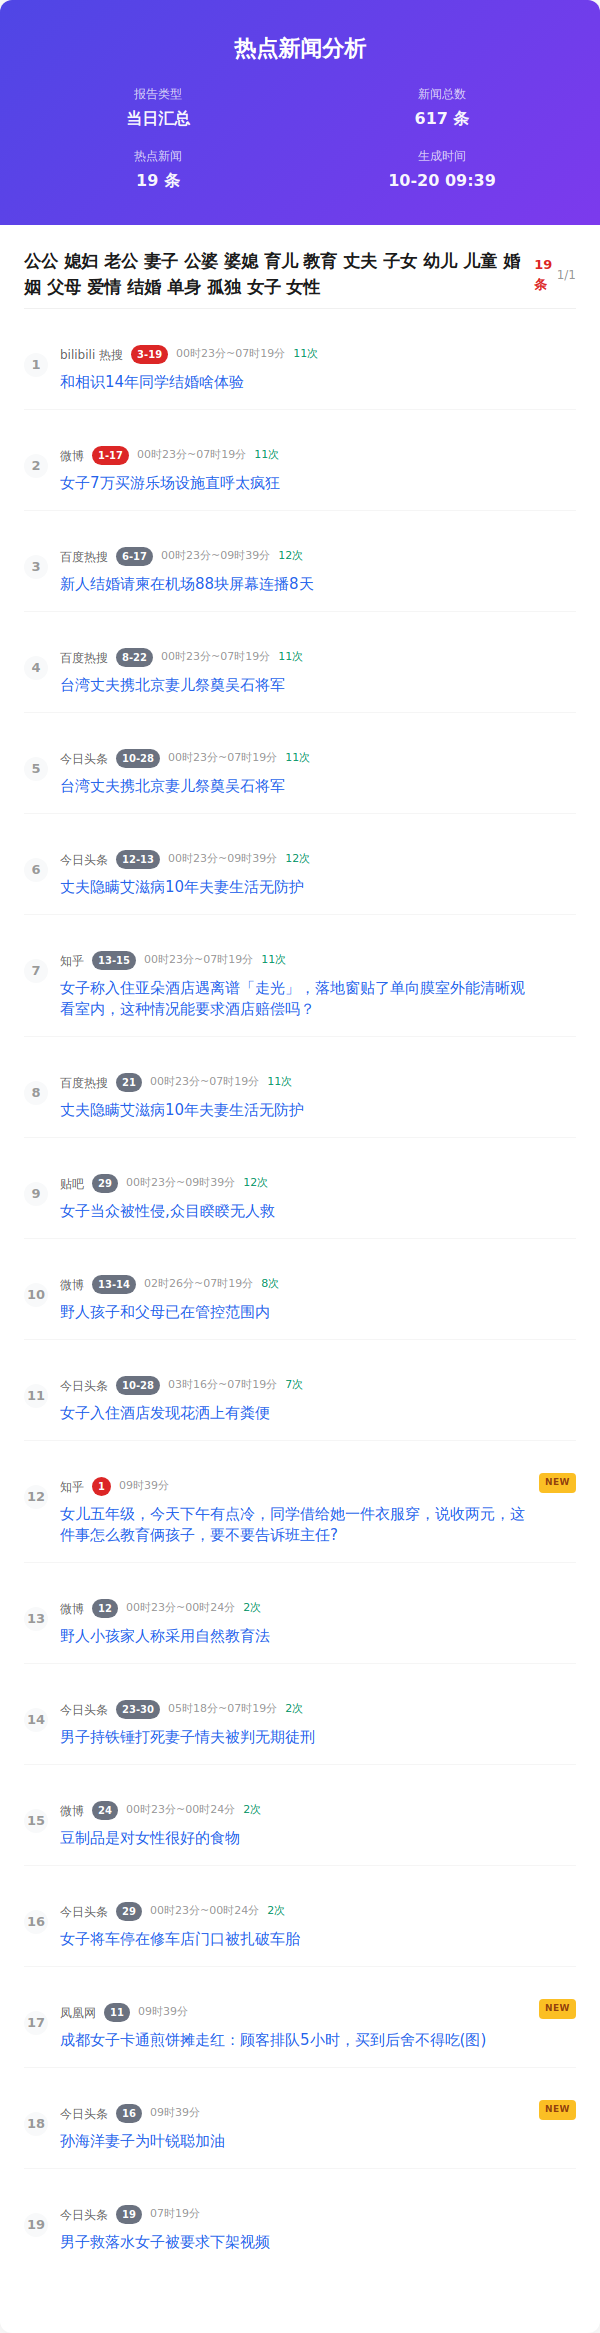 热点新闻分析
报告类型
新闻总数
当日汇总
617 条
热点新闻
生成时间
19 条
10-20 09:39
公公 媳妇 老公 妻子 公婆 婆媳 育儿 教育 丈夫 子女 幼儿 儿童 婚
姻 父母 爱情 结婚 单身 孤独 女子 女性
19
条
1/1
1
bilibili 热搜 3-19 00时23分~07时19分 11次
和相识14年同学结婚啥体验
2
微博 1-17 00时23分~07时19分 11次
女子7万买游乐场设施直呼太疯狂
3
百度热搜 6-17 00时23分~09时39分 12次
新人结婚请柬在机场88块屏幕连播8天
4
百度热搜 8-22 00时23分~07时19分 11次
台湾丈夫携北京妻儿祭奠吴石将军
5
今日头条 10-28 00时23分~07时19分 11次
台湾丈夫携北京妻儿祭奠吴石将军
6
今日头条 12-13 00时23分~09时39分 12次
丈夫隐瞒艾滋病10年夫妻生活无防护
7
知乎 13-15 00时23分~07时19分 11次
女子称入住亚朵酒店遇离谱「走光」，落地窗贴了单向膜室外能清晰观
看室内，这种情况能要求酒店赔偿吗？
8
百度热搜 21 00时23分~07时19分 11次
丈夫隐瞒艾滋病10年夫妻生活无防护
9
贴吧 29 00时23分~09时39分 12次
女子当众被性侵,众目睽睽无人救
10
微博 13-14 02时26分~07时19分 8次
野人孩子和父母已在管控范围内
11
今日头条 10-28 03时16分~07时19分 7次
女子入住酒店发现花洒上有粪便
12
知乎 1 09时39分
NEW
女儿五年级，今天下午有点冷，同学借给她一件衣服穿，说收两元，这
件事怎么教育俩孩子，要不要告诉班主任?
13
微博 12 00时23分~00时24分 2次
野人小孩家人称采用自然教育法
14
今日头条 23-30 05时18分~07时19分 2次
男子持铁锤打死妻子情夫被判无期徒刑
15
微博 24 00时23分~00时24分 2次
豆制品是对女性很好的食物
16
今日头条 29 00时23分~00时24分 2次
女子将车停在修车店门口被扎破车胎
17
凤凰网 11 09时39分
NEW
成都女子卡通煎饼摊走红：顾客排队5小时，买到后舍不得吃(图)
18
今日头条 16 09时39分
NEW
孙海洋妻子为叶锐聪加油
19
今日头条 19 07时19分
男子救落水女子被要求下架视频